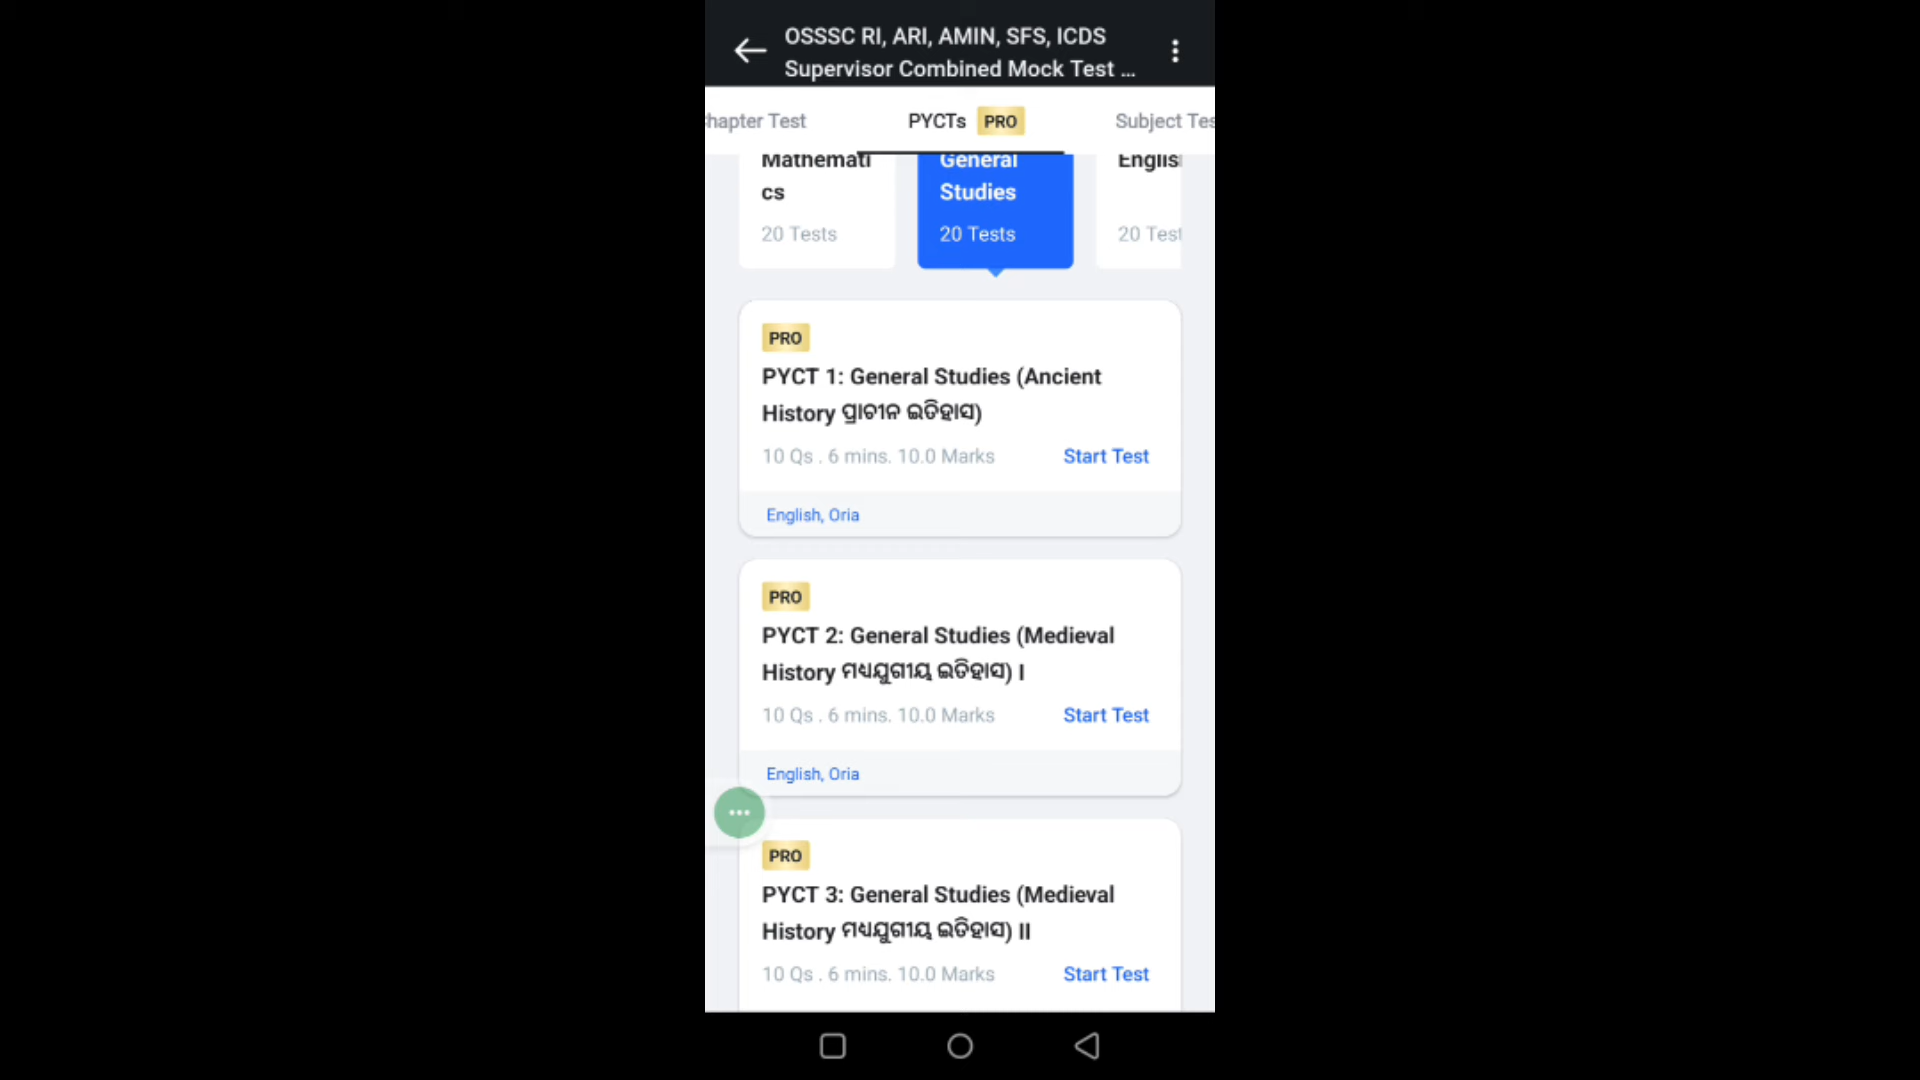 OSSSC RI, ARI, AMIN, SFS, ICDS
Supervisor Combined Mock Test ...
Chapter Test
PYCTs PRO
Subject Tes
Mathemati
cs
20 Tests
General
Studies
20 Tests
Englis
20 Test
PRO
PYCT 1: General Studies (Ancient
History ପ୍ରାଚୀନ ଇତିହାସ)
10 Qs . 6 mins. 10.0 Marks
Start Test
English, Oria
PRO
PYCT 2: General Studies (Medieval
History ମଧ୍ୟଯୁଗୀୟ ଇତିହାସ) I
10 Qs . 6 mins. 10.0 Marks
Start Test
English, Oria
PRO
PYCT 3: General Studies (Medieval
History ମଧ୍ୟଯୁଗୀୟ ଇତିହାସ) II
10 Qs . 6 mins. 10.0 Marks
Start Test